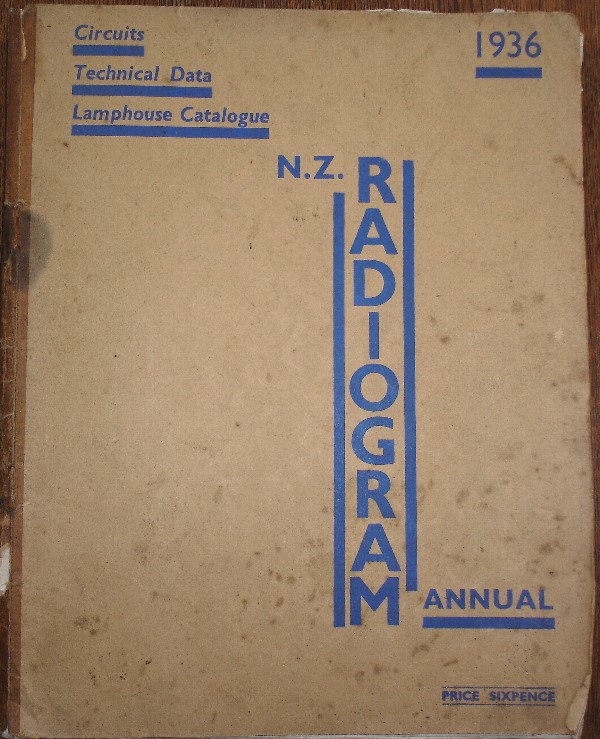 Circuits
1936
Technical Data
Lamphouse Catalogue
N.Z. RADIOGRAM
ANNUAL
PRICE SIXPENCE